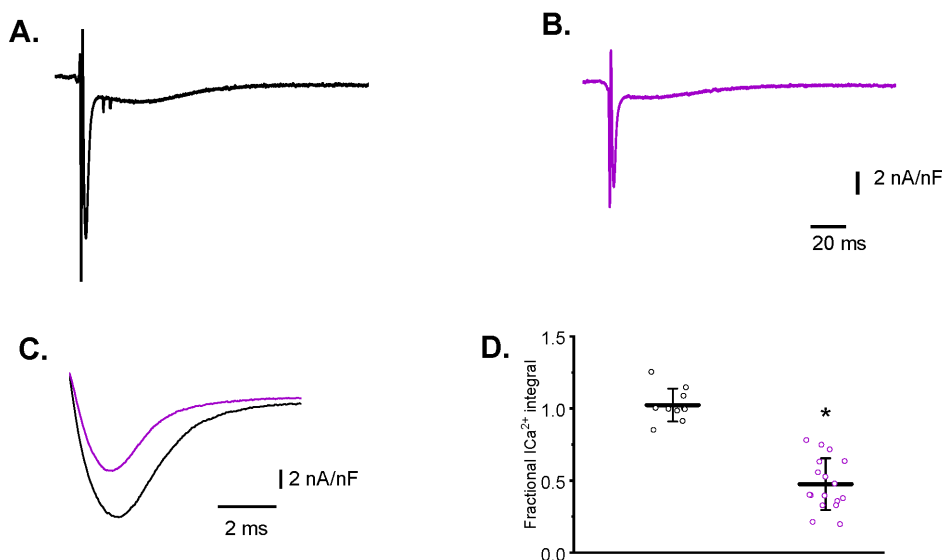 A.
B.
2 nA/nF
20 ms
C.
2 nA/nF
2 ms
D.
Fractional ICa²⁺ integral
1.5
1.0
0.5
0.0
*